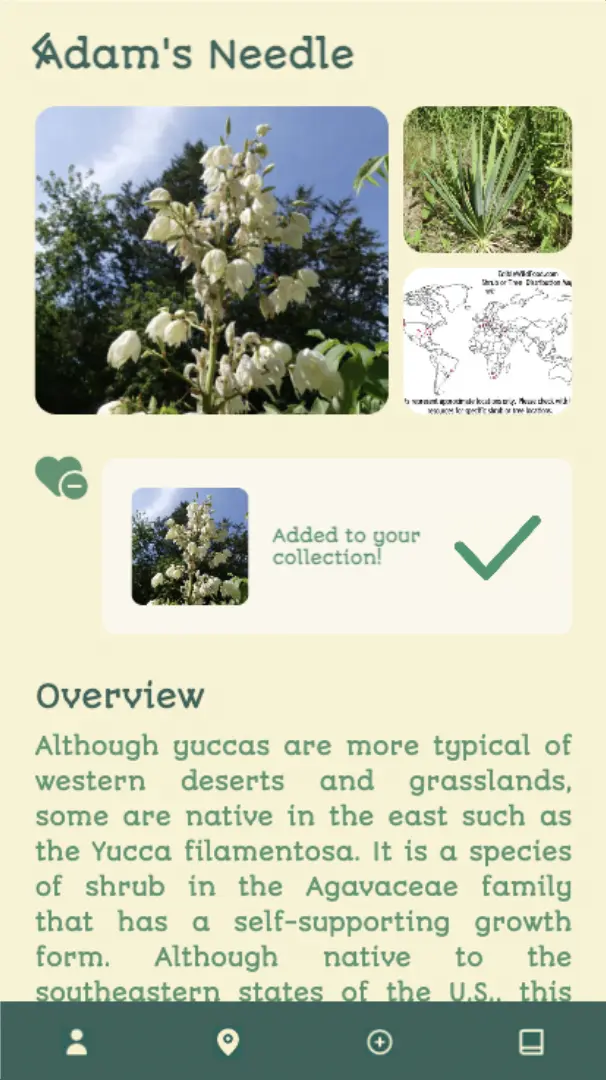 Adam's Needle
EdibleWildFood.com
Shrub or Tree Distribution Map
represent approximate locations only. Please check with
resources for specific shrub or tree locations.
Added to your
collection!
Overview
Although yuccas are more typical of
western deserts and grasslands,
some are native in the east such as
the Yucca filamentosa. It is a species
of shrub in the Agavaceae family
that has a self-supporting growth
form. Although native to the
southeastern states of the U.S., this